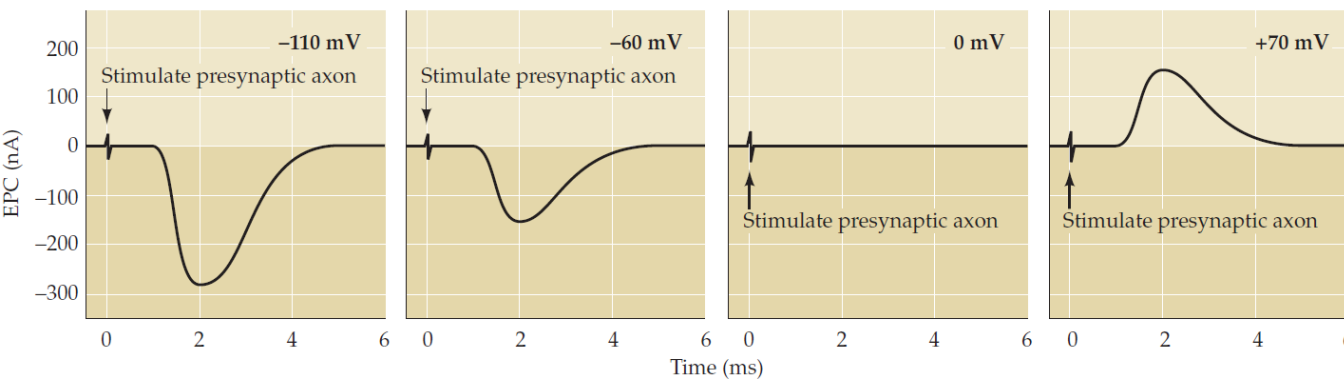 –110 mV
–60 mV
0 mV
+70 mV
Stimulate presynaptic axon
Stimulate presynaptic axon
Stimulate presynaptic axon
Stimulate presynaptic axon
EPC (nA)
200
100
0
–100
–200
–300
0 2 4 6
0 2 4 6
0 2 4 6
0 2 4
Time (ms)